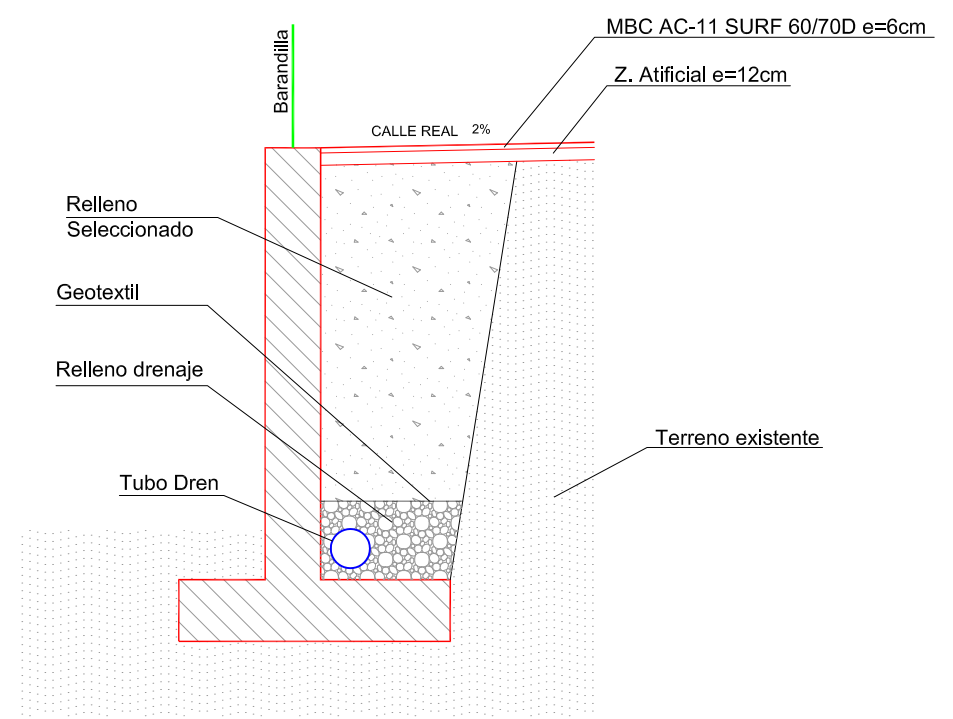 MBC AC-11 SURF 60/70D e=6cm
Z. Atificial e=12cm
Barandilla
CALLE REAL 2%
Relleno
Seleccionado
Geotextil
Relleno drenaje
Terreno existente
Tubo Dren